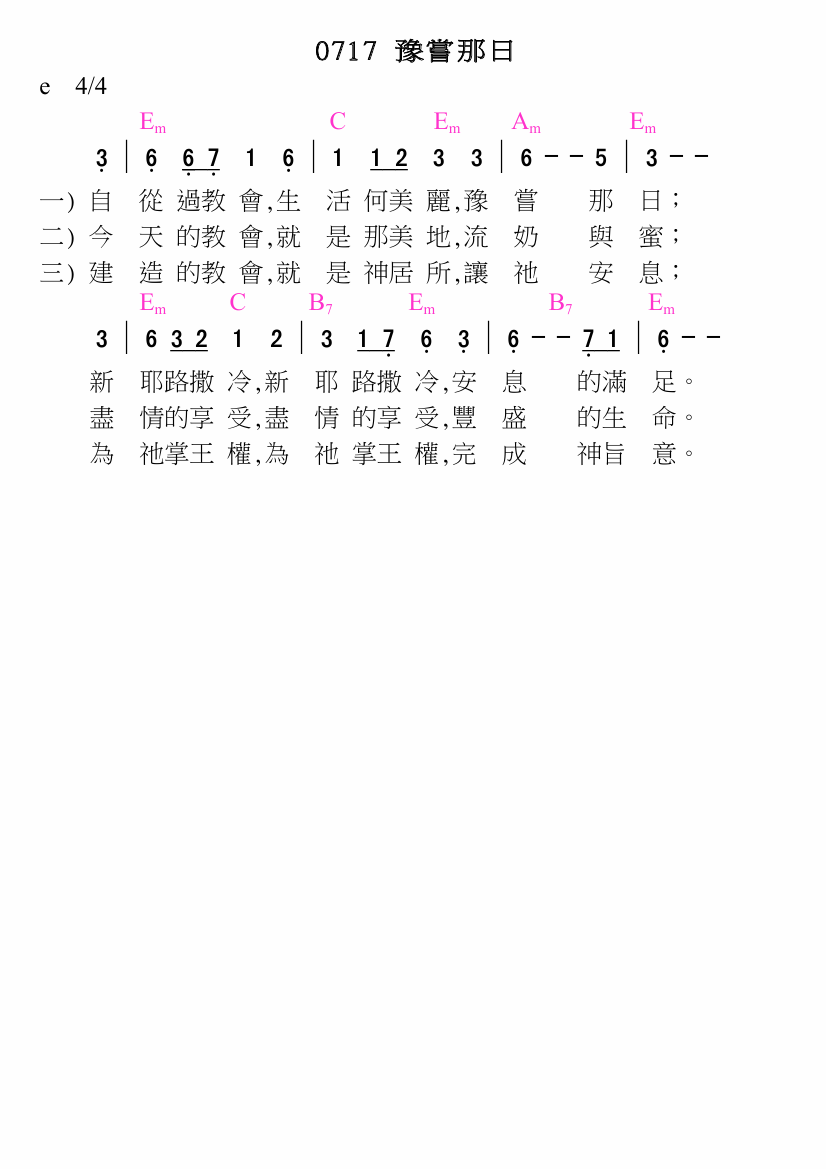 0717 豫嘗那日
e 4/4
Em C Em Am Em
3̣ | 6̣ 6̣ 7̣ 1 6̣ | 1 1 2 3 3 | 6 - - 5 | 3 - -
一) 自 從 過教 會,生 活 何美 麗,豫 嘗 那 日;
二) 今 天 的教 會,就 是 那美 地,流 奶 與 蜜;
三) 建 造 的教 會,就 是 神居 所,讓 祂 安 息;
Em C B7 Em B7 Em
3 | 6 3 2 1 2 | 3 1 7̣ 6̣ 3̣ | 6̣ - - 7̣ 1 | 6̣ - -
新 耶路撒 冷,新 耶 路撒 冷,安 息 的滿 足。
盡 情的享 受,盡 情 的享 受,豐 盛 的生 命。
為 祂掌王 權,為 祂 掌王 權,完 成 神旨 意。